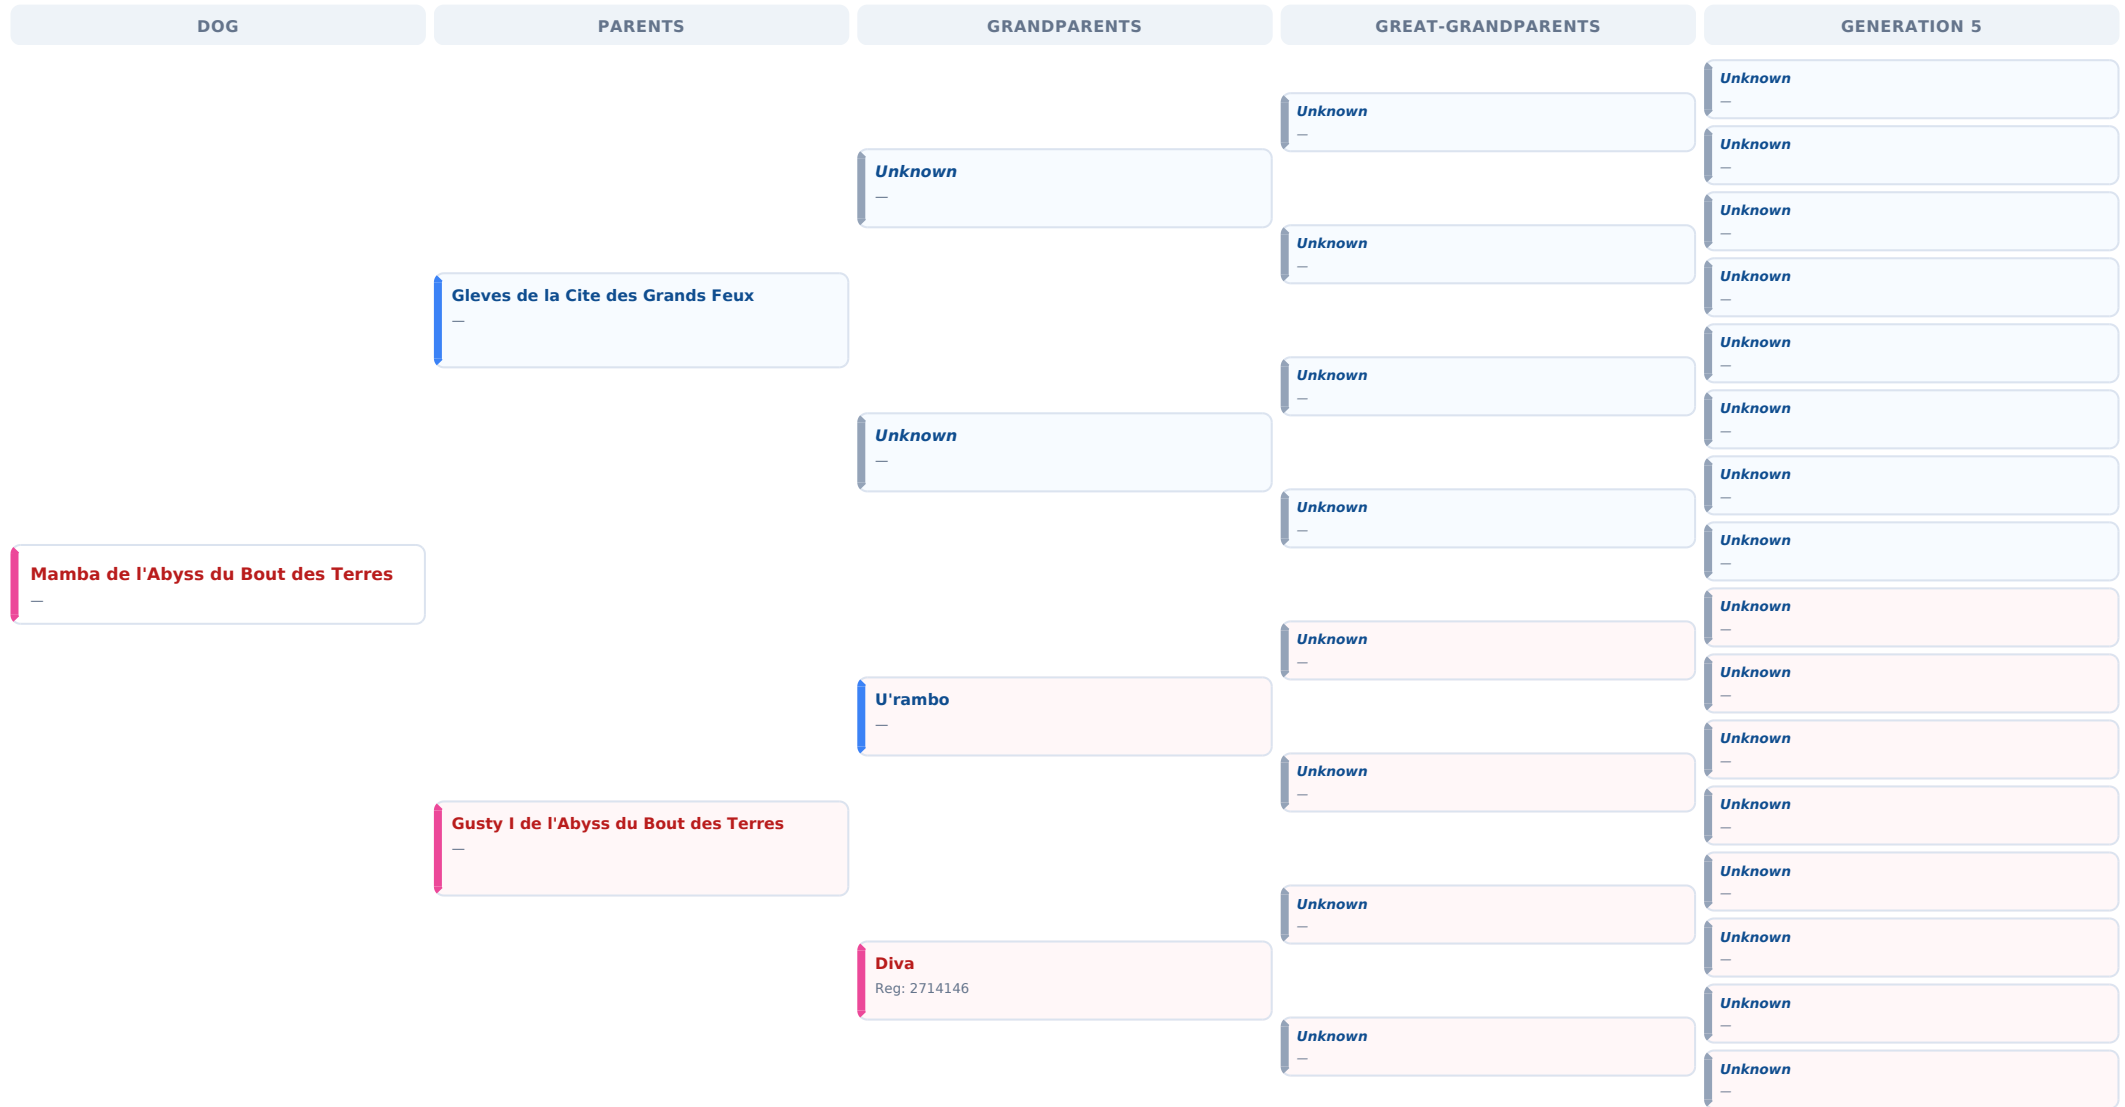 DOG
PARENTS
GRANDPARENTS
GREAT-GRANDPARENTS
GENERATION 5
Mamba de l'Abyss du Bout des Terres
—
Gleves de la Cite des Grands Feux
—
Gusty I de l'Abyss du Bout des Terres
—
Unknown
—
Unknown
—
U'rambo
—
Diva
Reg: 2714146
Unknown
—
Unknown
—
Unknown
—
Unknown
—
Unknown
—
Unknown
—
Unknown
—
Unknown
—
Unknown
—
Unknown
—
Unknown
—
Unknown
—
Unknown
—
Unknown
—
Unknown
—
Unknown
—
Unknown
—
Unknown
—
Unknown
—
Unknown
—
Unknown
—
Unknown
—
Unknown
—
Unknown
—